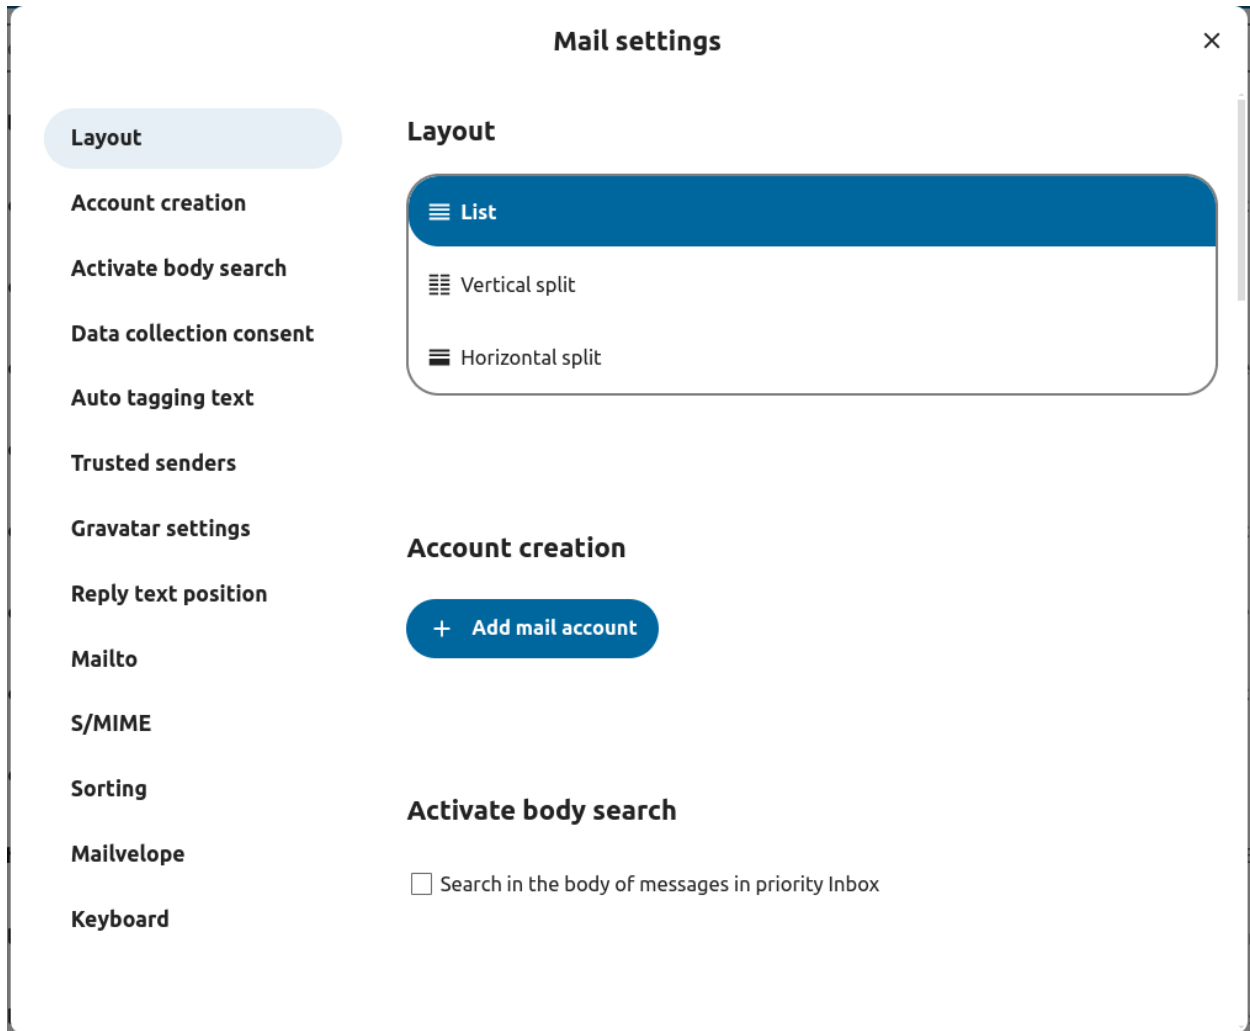 Mail settings
Layout
Account creation
Activate body search
Data collection consent
Auto tagging text
Trusted senders
Gravatar settings
Reply text position
Mailto
S/MIME
Sorting
Mailvelope
Keyboard
Layout
List
Vertical split
Horizontal split
Account creation
+ Add mail account
Activate body search
Search in the body of messages in priority Inbox